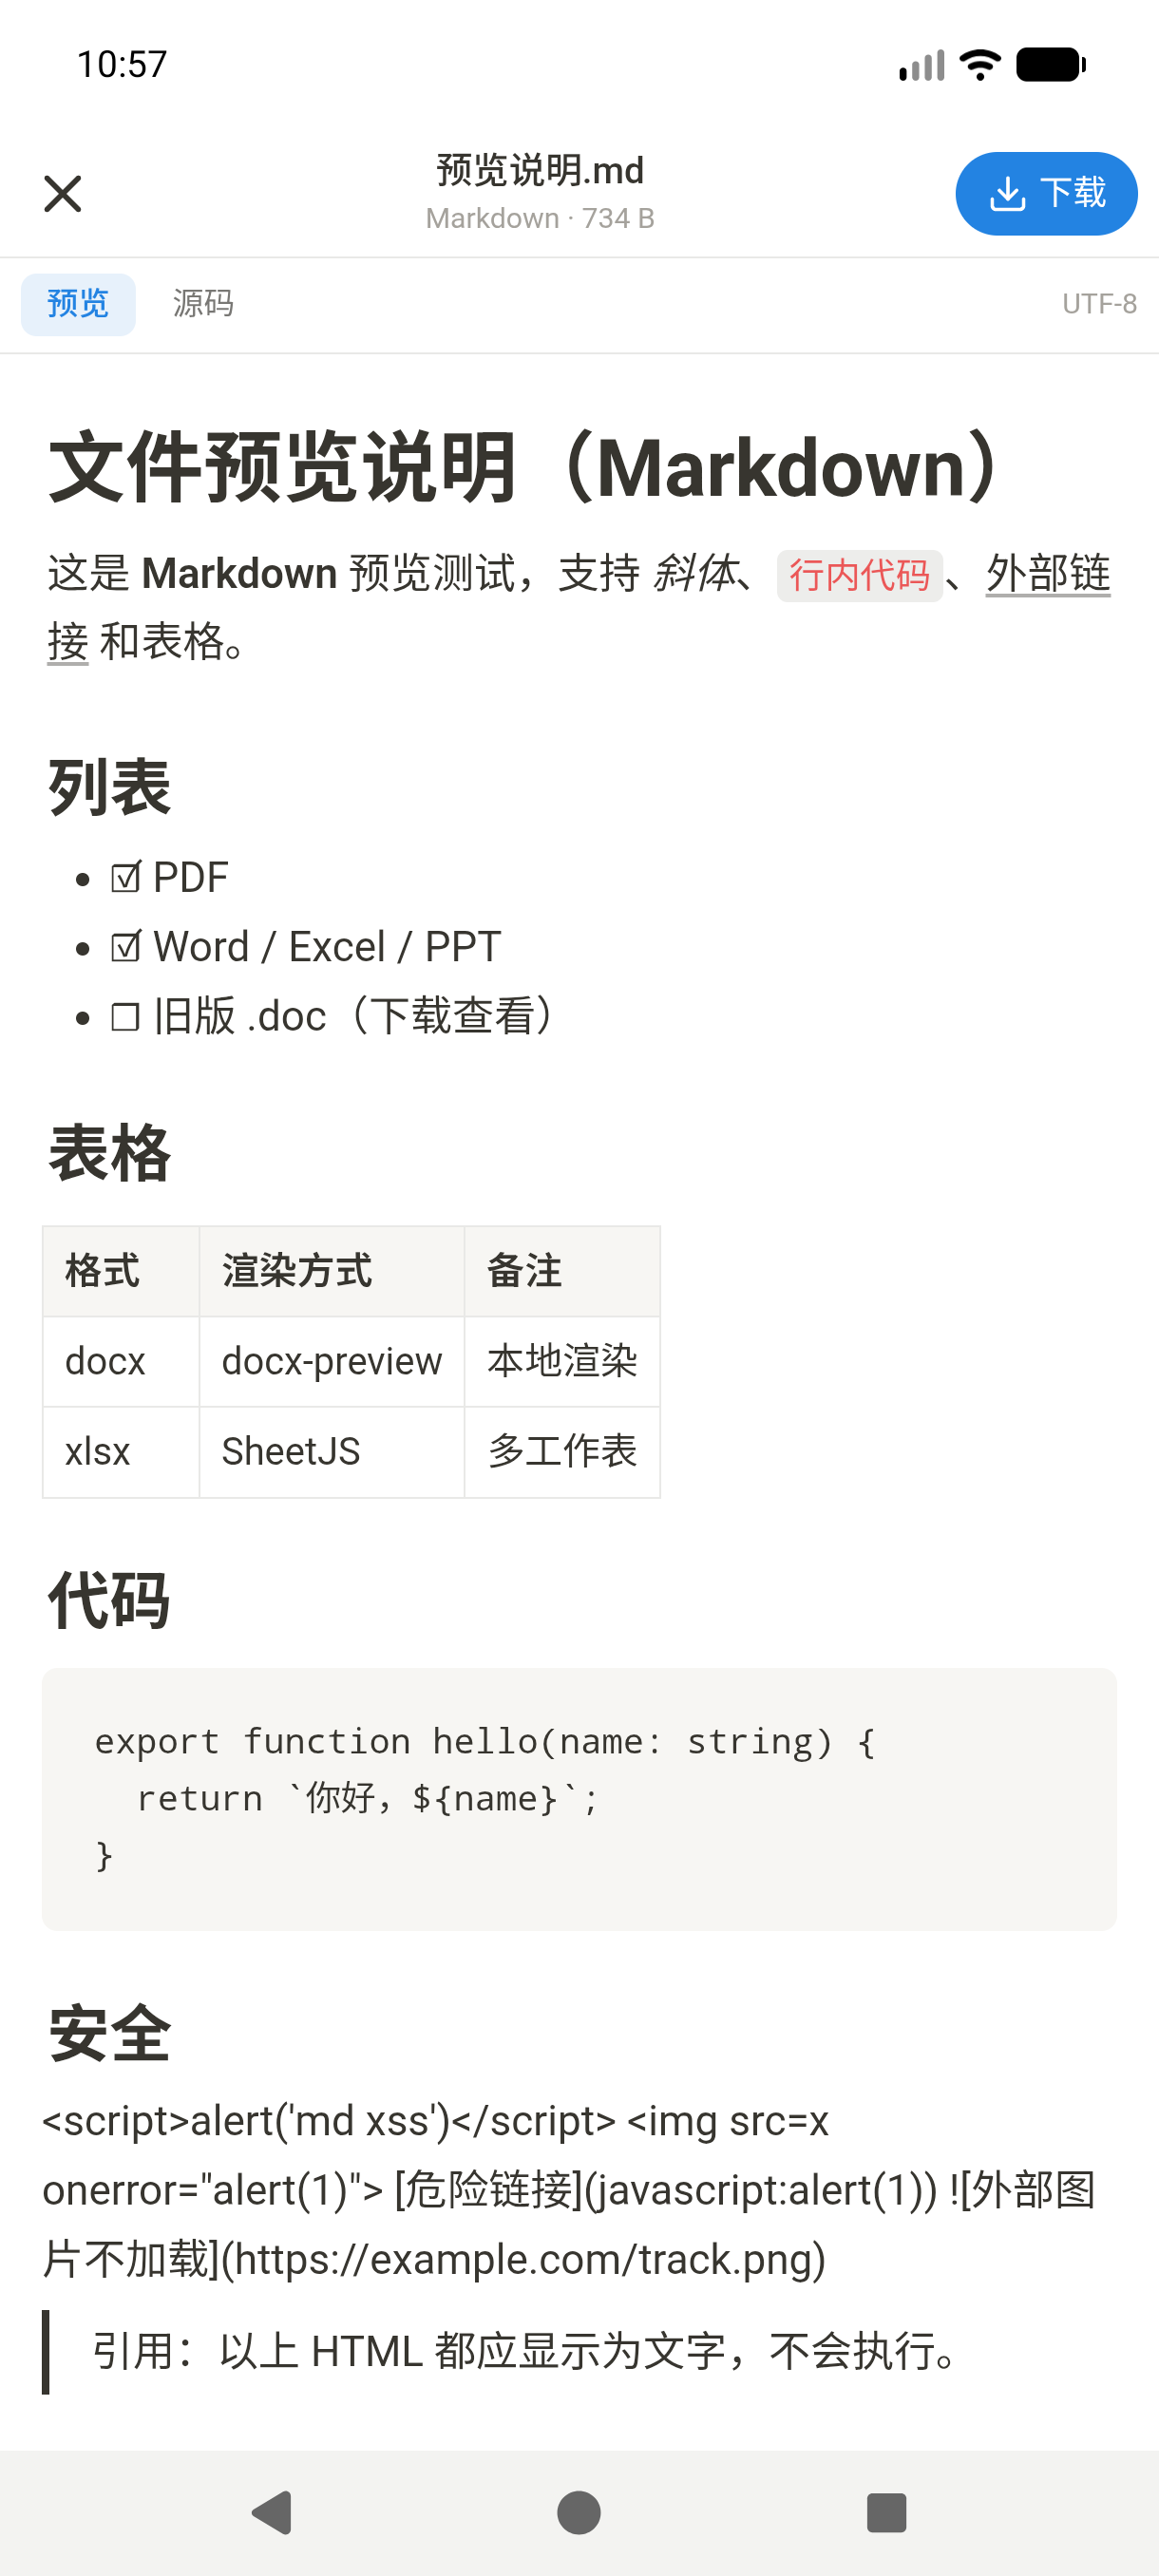 10:57
预览说明.md
Markdown · 734 B
下载
预览
源码
UTF-8
文件预览说明（Markdown）
这是 Markdown 预览测试，支持 斜体、 行内代码 、外部链
接 和表格。
列表
• ☑ PDF
• ☑ Word / Excel / PPT
• ☐ 旧版 .doc（下载查看）
表格
格式 渲染方式 备注
docx docx-preview 本地渲染
xlsx SheetJS 多工作表
代码
export function hello(name: string) {
  return `你好，${name}`;
}
安全
<script>alert('md xss')</script> <img src=x
onerror="alert(1)"> [危险链接](javascript:alert(1)) ![外部图
片不加载](https://example.com/track.png)
引用：以上 HTML 都应显示为文字，不会执行。